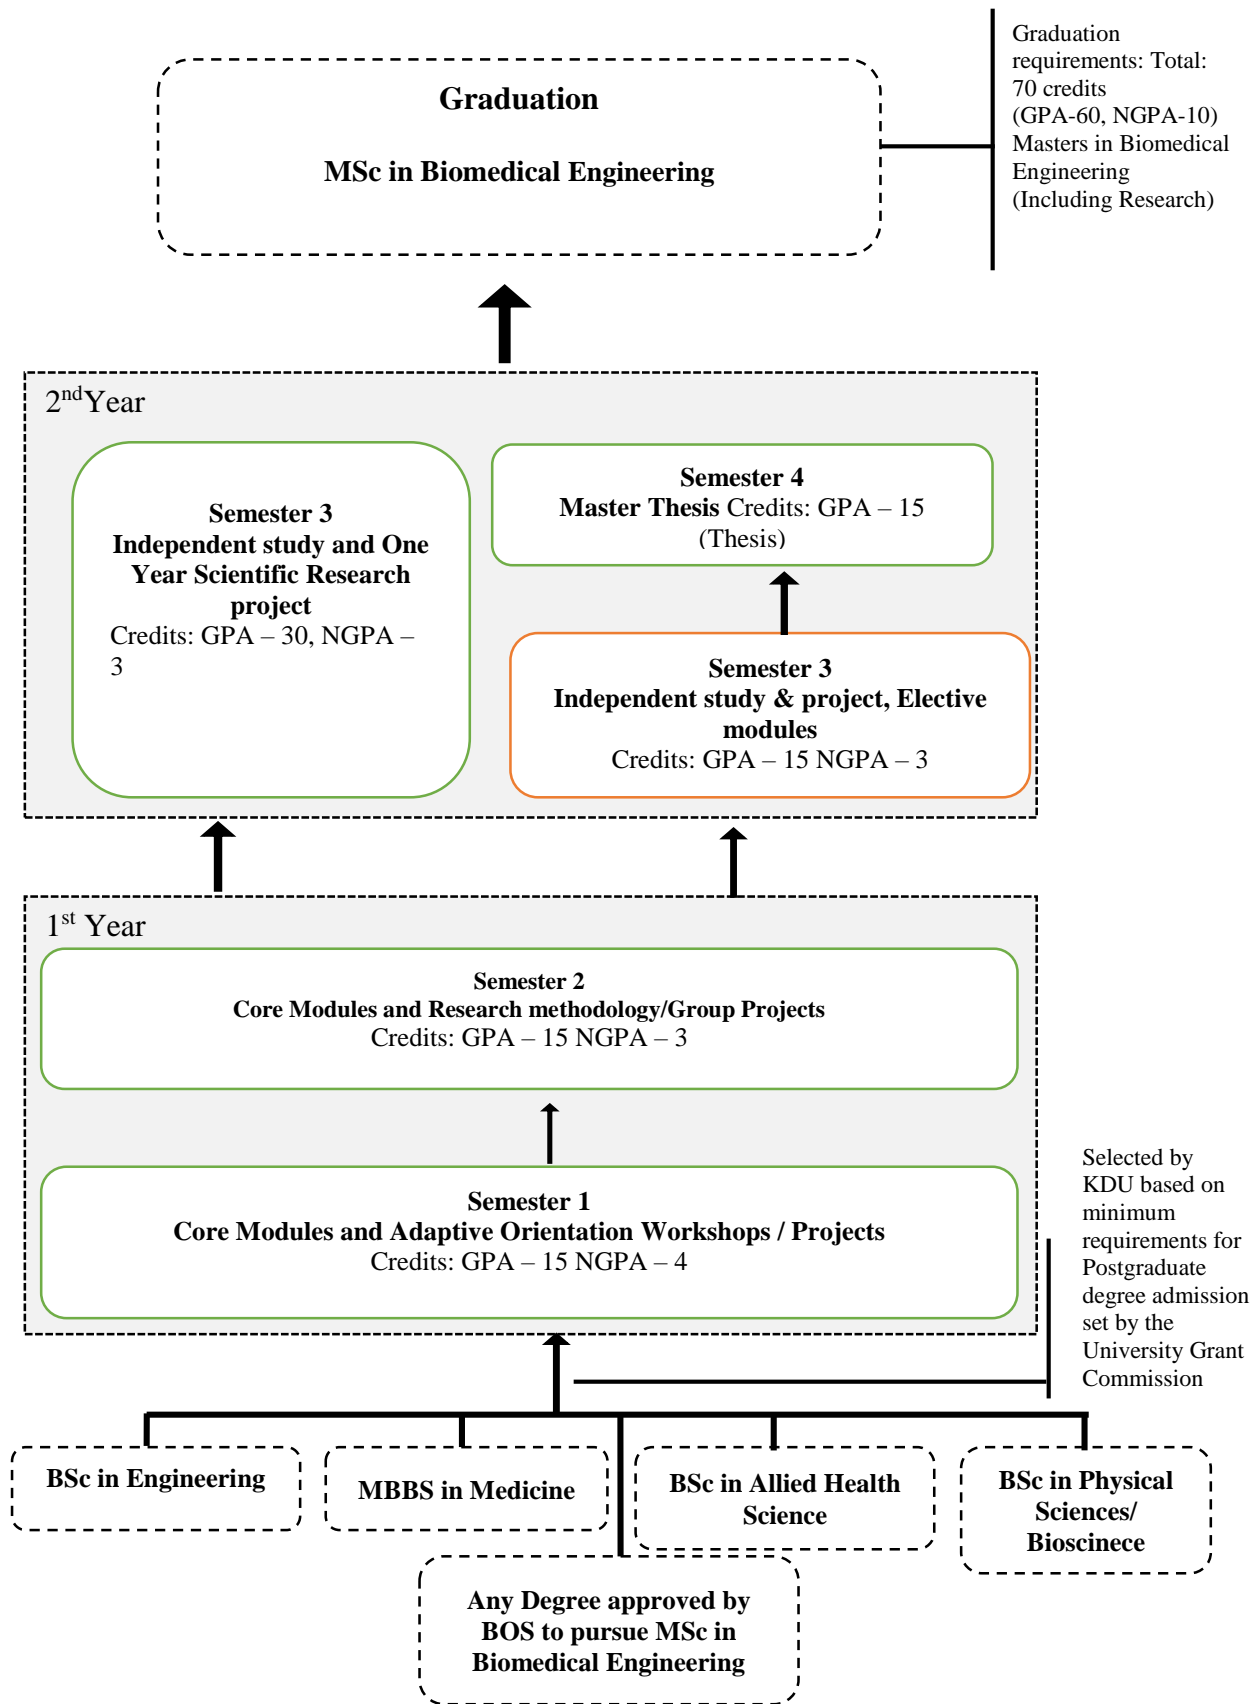 Graduation
MSc in Biomedical Engineering
Graduation
requirements: Total:
70 credits
(GPA-60, NGPA-10)
Masters in Biomedical
Engineering
(Including Research)
2nd Year
Semester 3
Independent study and One
Year Scientific Research
project
Credits: GPA – 30, NGPA –
3
Semester 4
Master Thesis Credits: GPA – 15
(Thesis)
Semester 3
Independent study & project, Elective
modules
Credits: GPA – 15 NGPA – 3
1st Year
Semester 2
Core Modules and Research methodology/Group Projects
Credits: GPA – 15 NGPA – 3
Semester 1
Core Modules and Adaptive Orientation Workshops / Projects
Credits: GPA – 15 NGPA – 4
Selected by
KDU based on
minimum
requirements for
Postgraduate
degree admission
set by the
University Grant
Commission
BSc in Engineering
MBBS in Medicine
BSc in Allied Health
Science
BSc in Physical
Sciences/
Bioscinece
Any Degree approved by
BOS to pursue MSc in
Biomedical Engineering